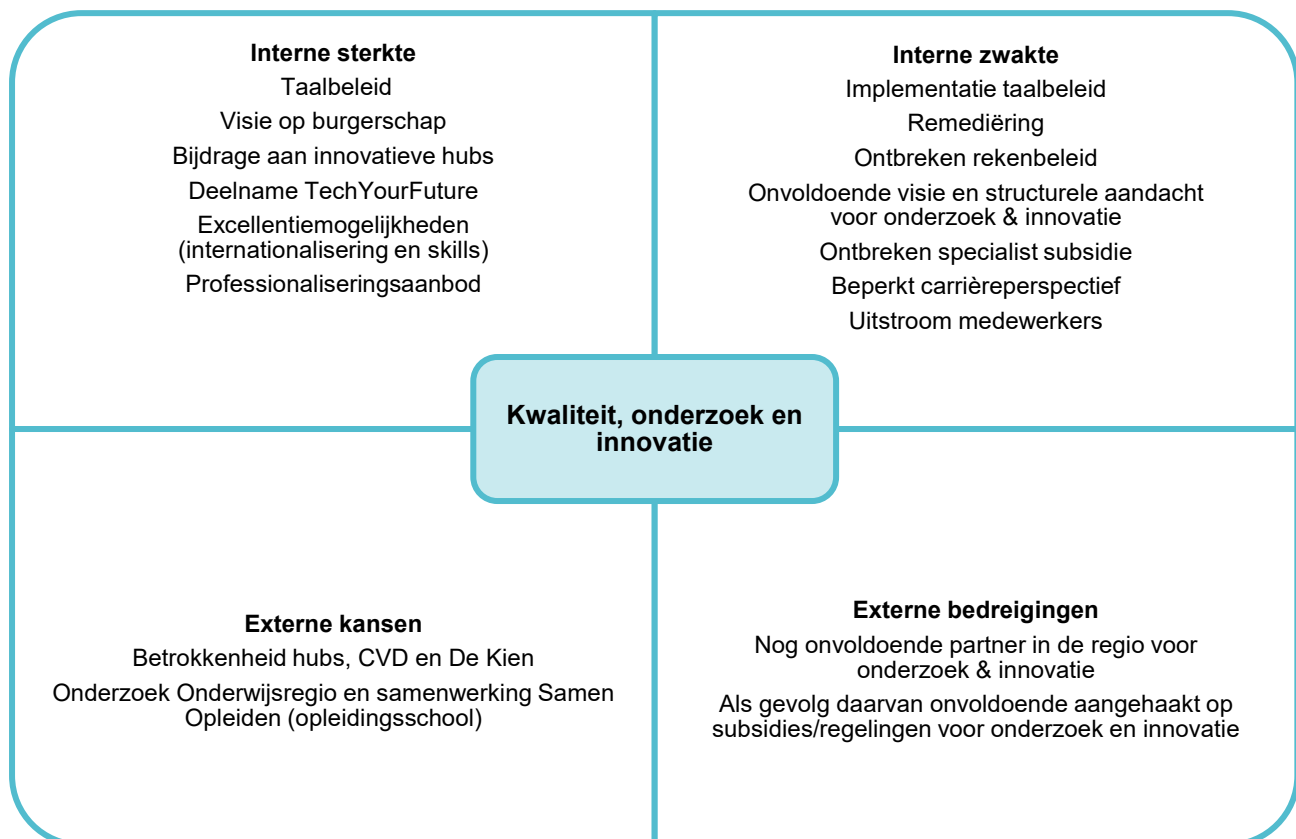 Interne sterkte
Taalbeleid
Visie op burgerschap
Bijdrage aan innovatieve hubs
Deelname TechYourFuture
Excellentiemogelijkheden
(internationalisering en skills)
Professionaliseringsaanbod
Interne zwakte
Implementatie taalbeleid
Remediëring
Ontbreken rekenbeleid
Onvoldoende visie en structurele aandacht
voor onderzoek & innovatie
Ontbreken specialist subsidie
Beperkt carrièreperspectief
Uitstroom medewerkers
Kwaliteit, onderzoek en
innovatie
Externe kansen
Betrokkenheid hubs, CVD en De Kien
Onderzoek Onderwijsregio en samenwerking Samen
Opleiden (opleidingsschool)
Externe bedreigingen
Nog onvoldoende partner in de regio voor
onderzoek & innovatie
Als gevolg daarvan onvoldoende aangehaakt op
subsidies/regelingen voor onderzoek en innovatie